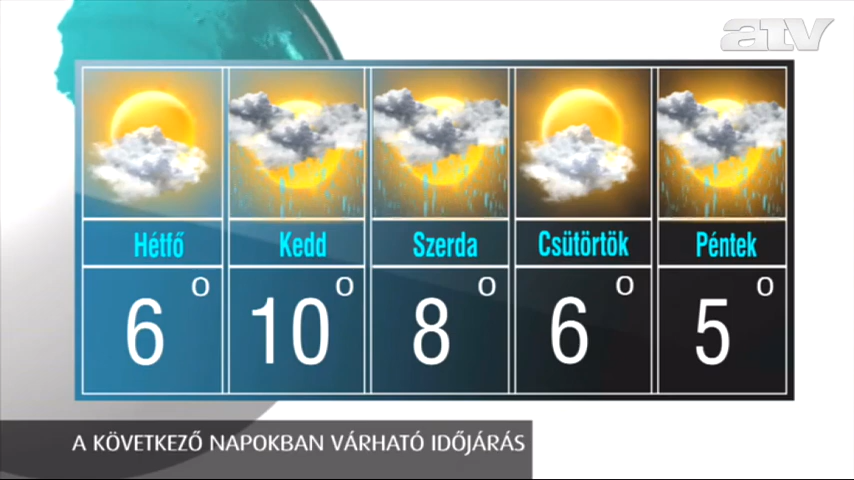 atv
Hétfő Kedd Szerda Csütörtök Péntek
6° 10° 8° 6° 5°
A KÖVETKEZŐ NAPOKBAN VÁRHATÓ IDŐJÁRÁS